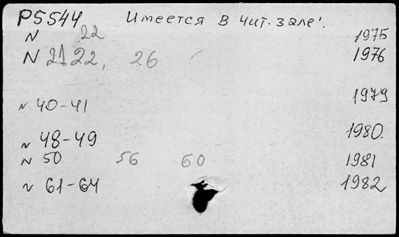 P5544 Имеется в чит. зале!
N 22 1975
N 21 22, 26 1976
N 40-41 1979
N 48-49 1980.
N 50 56 60 1981
N 61-64 1982